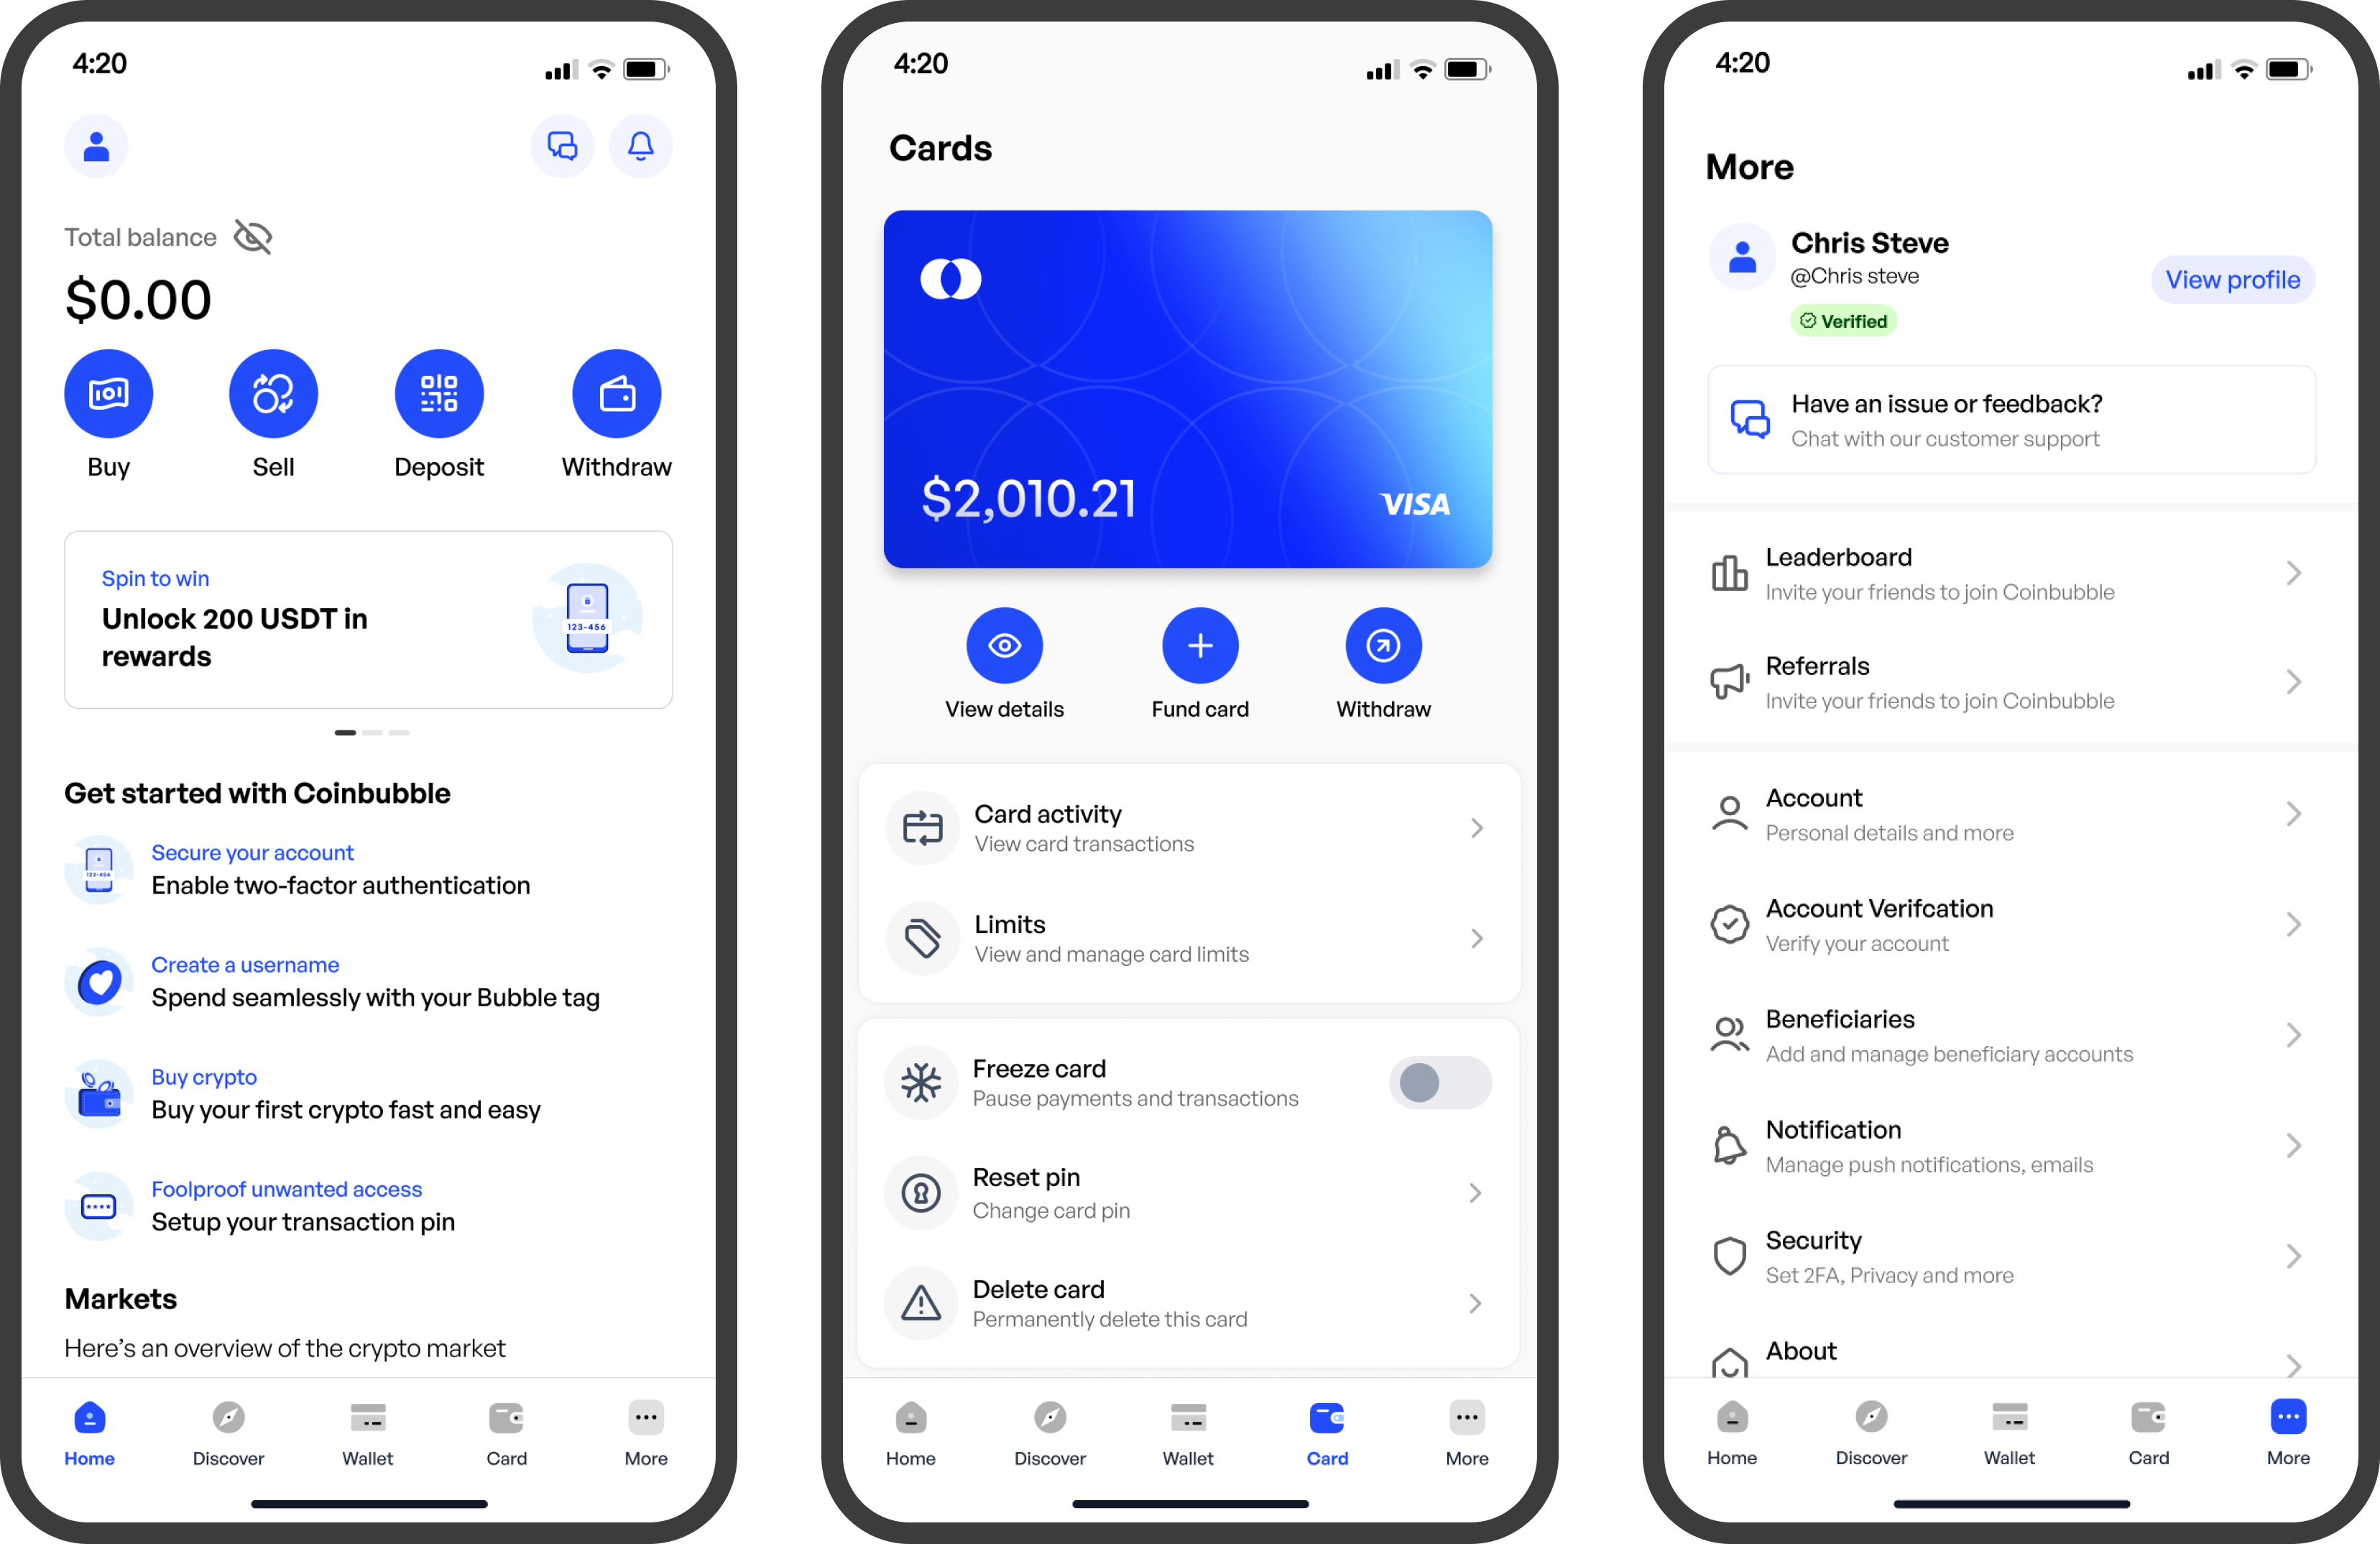 4:20
Total balance
$0.00
Buy
Sell
Deposit
Withdraw
Spin to win
Unlock 200 USDT in
rewards
123-456
Get started with Coinbubble
Secure your account
123-456
Enable two-factor authentication
Create a username
Spend seamlessly with your Bubble tag
Buy crypto
Buy your first crypto fast and easy
Foolproof unwanted access
Setup your transaction pin
Markets
Here's an overview of the crypto market
Home
Discover
Wallet
Card
More
4:20
Cards
$2,010.21
VISA
View details
Fund card
Withdraw
Card activity
View card transactions
Limits
View and manage card limits
Freeze card
Pause payments and transactions
Reset pin
Change card pin
Delete card
Permanently delete this card
Home
Discover
Wallet
Card
More
4:20
More
Chris Steve
@Chris steve
View profile
Verified
Have an issue or feedback?
Chat with our customer support
Leaderboard
Invite your friends to join Coinbubble
Referrals
Invite your friends to join Coinbubble
Account
Personal details and more
Account Verifcation
Verify your account
Beneficiaries
Add and manage beneficiary accounts
Notification
Manage push notifications, emails
Security
Set 2FA, Privacy and more
About
Home
Discover
Wallet
Card
More